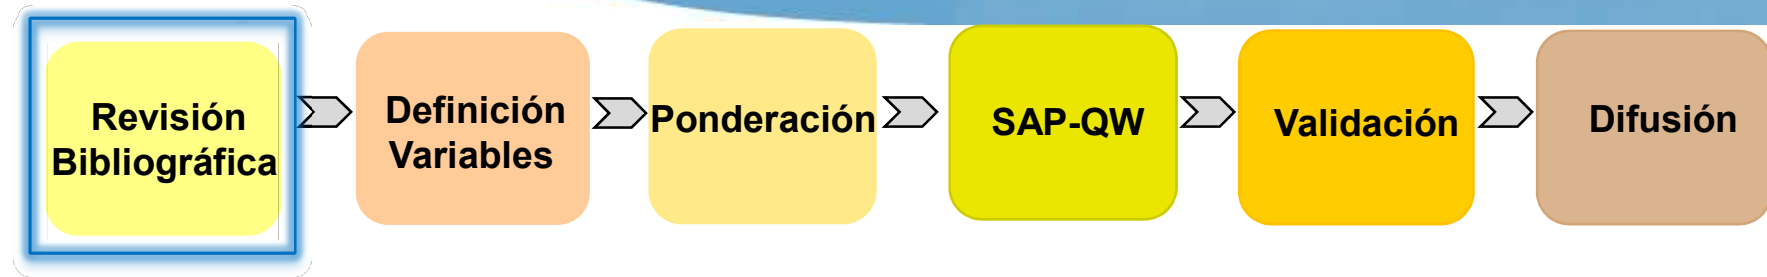 Revisión
Bibliográfica
Definición
Variables
Ponderación
SAP-QW
Validación
Difusión